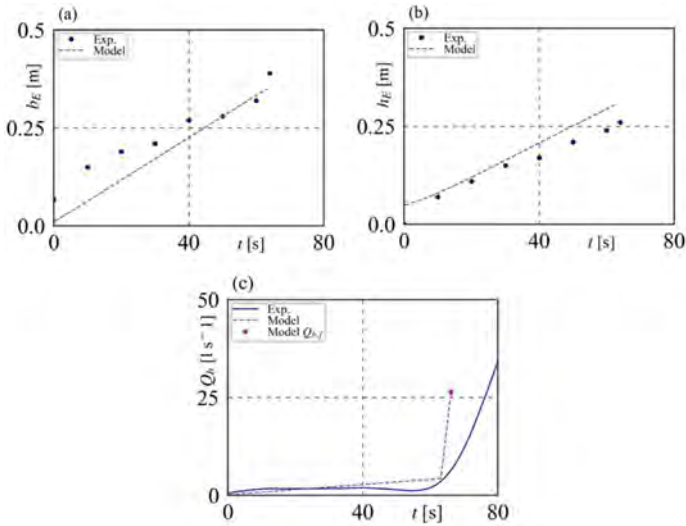 (a)
Exp.
Model
b_E [m]
0.5
0.25
0.0
0
40
80
t [s]
(b)
Exp.
Model
h_E [m]
0.5
0.25
0.0
0
40
80
t [s]
(c)
Exp.
Model
Model Q_{b,f}
Q_b [l s− 1]
50
25
0
0
40
80
t [s]